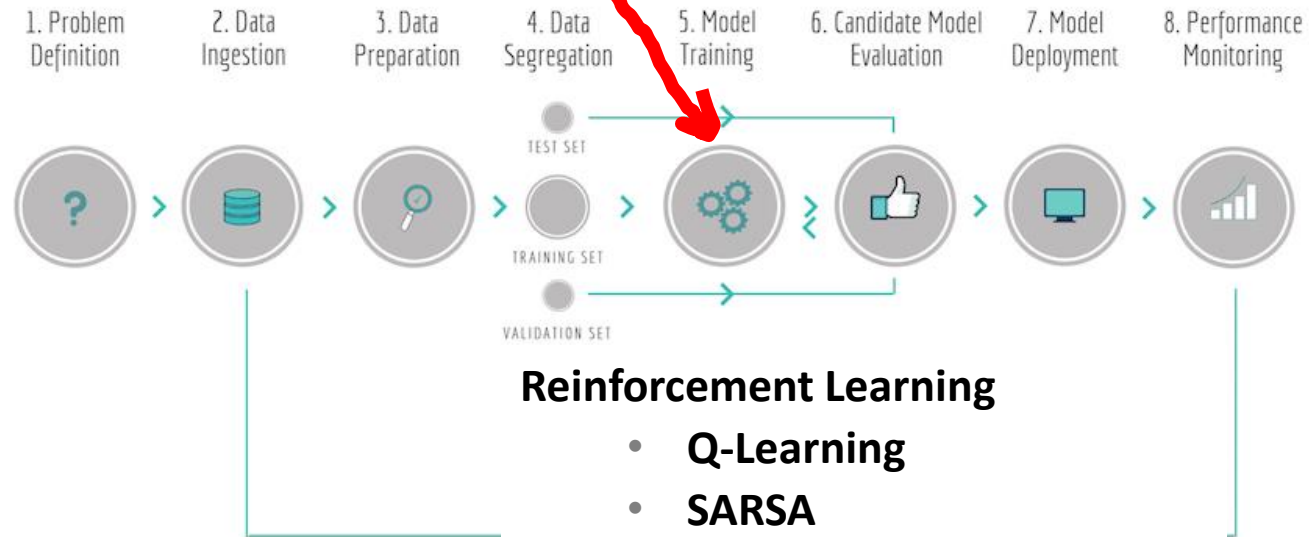 1. Problem
Definition
2. Data
Ingestion
3. Data
Preparation
4. Data
Segregation
5. Model
Training
6. Candidate Model
Evaluation
7. Model
Deployment
8. Performance
Monitoring
TEST SET
?
TRAINING SET
VALIDATION SET
Reinforcement Learning
• Q-Learning
• SARSA